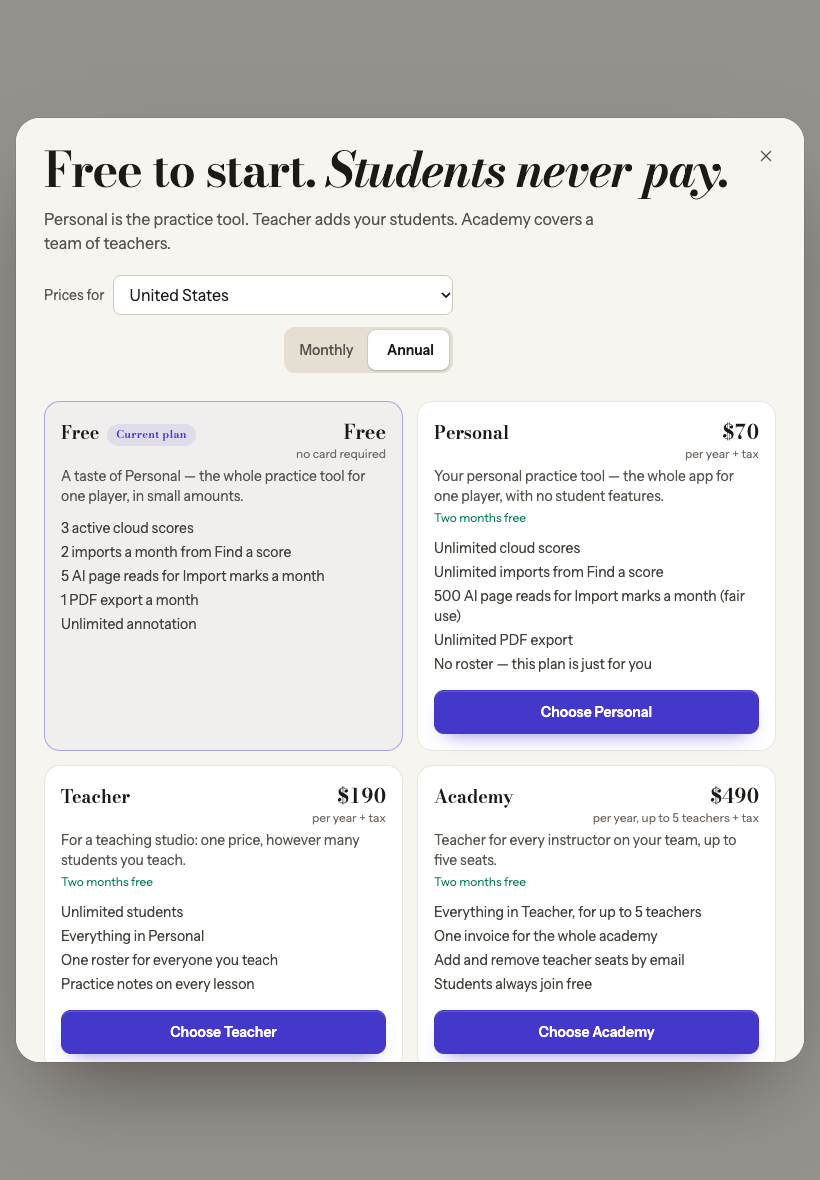 Free to start. Students never pay.
Personal is the practice tool. Teacher adds your students. Academy covers a
team of teachers.
Prices for
United States
Monthly
Annual
Free
Current plan
Free
no card required
A taste of Personal — the whole practice tool for
one player, in small amounts.
3 active cloud scores
2 imports a month from Find a score
5 AI page reads for Import marks a month
1 PDF export a month
Unlimited annotation
Personal
$70
per year + tax
Your personal practice tool — the whole app for
one player, with no student features.
Two months free
Unlimited cloud scores
Unlimited imports from Find a score
500 AI page reads for Import marks a month (fair
use)
Unlimited PDF export
No roster — this plan is just for you
Choose Personal
Teacher
$190
per year + tax
For a teaching studio: one price, however many
students you teach.
Two months free
Unlimited students
Everything in Personal
One roster for everyone you teach
Practice notes on every lesson
Choose Teacher
Academy
$490
per year, up to 5 teachers + tax
Teacher for every instructor on your team, up to
five seats.
Two months free
Everything in Teacher, for up to 5 teachers
One invoice for the whole academy
Add and remove teacher seats by email
Students always join free
Choose Academy